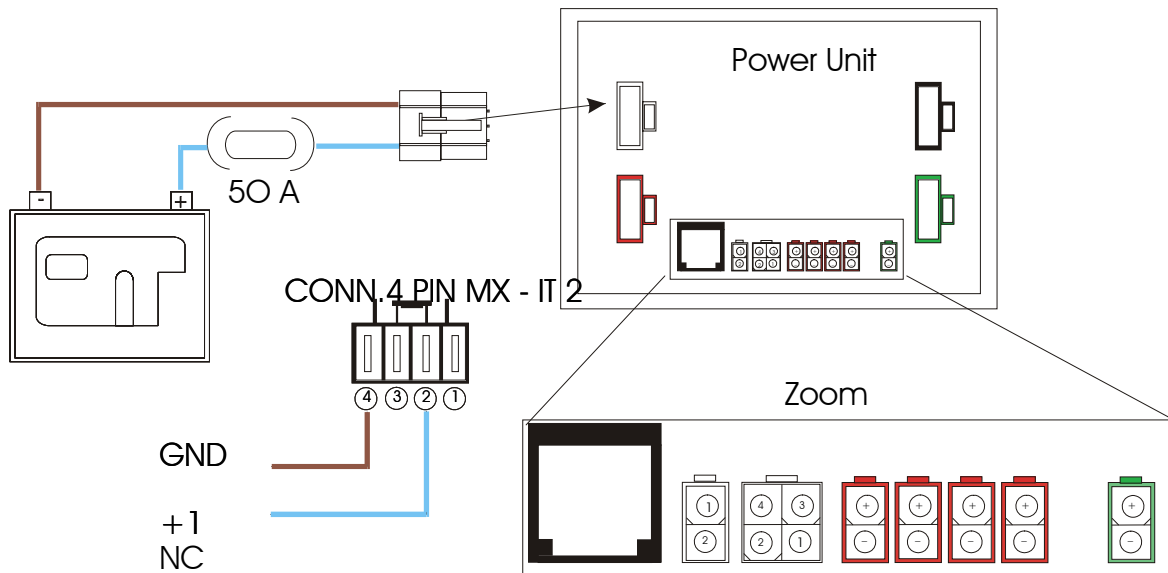 Power Unit
50 A
- +
CONN.4 PIN MX - IT 2
4 3 2 1
GND
+1
NC
Zoom
1 4 3 + + + + +
2 2 1 - - - - -